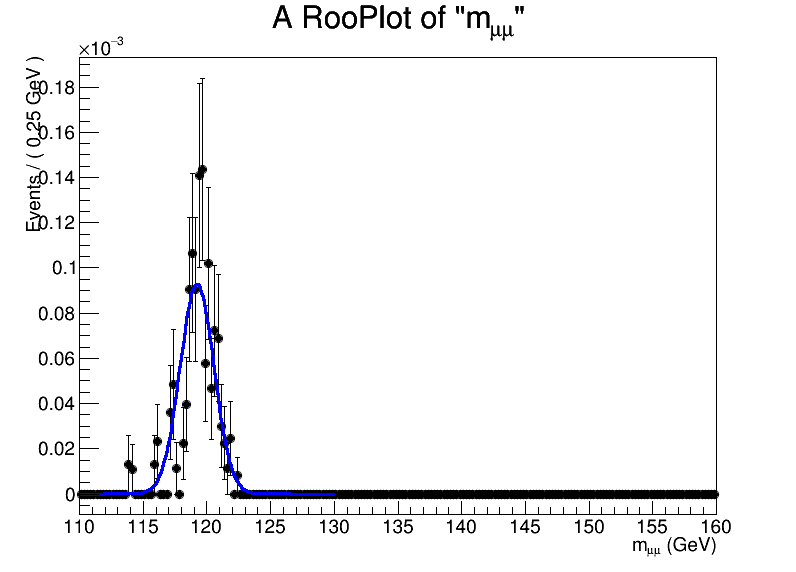 A RooPlot of "mμμ"
×10⁻³
Events / ( 0.25 GeV )
0.18
0.16
0.14
0.12
0.1
0.08
0.06
0.04
0.02
0
110 115 120 125 130 135 140 145 150 155 160
mμμ (GeV)